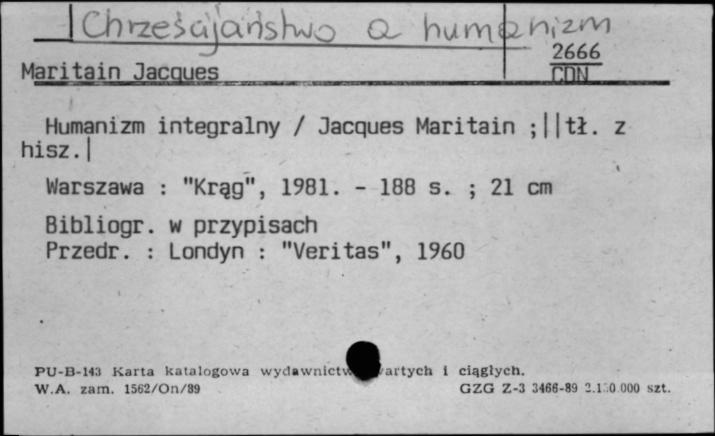 Chrześcijaństwo a humanizm
2666
Maritain Jacques CDN
Humanizm integralny / Jacques Maritain ;||tł. z
hisz.|
Warszawa : "Krąg", 1981. - 188 s. ; 21 cm
Bibliogr. w przypisach
Przedr. : Londyn : "Veritas", 1960
PU-B-143 Karta katalogowa wydawnictw wartych i ciągłych.
W.A. zam. 1562/On/89 GZG Z-3 3466-89 szt.